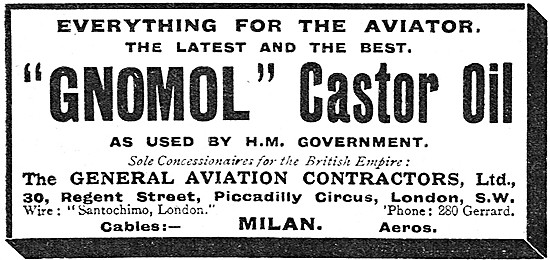 EVERYTHING FOR THE AVIATOR.
THE LATEST AND THE BEST.
"GNOMOL" Castor Oil
AS USED BY H.M. GOVERNMENT.
Sole Concessionaires for the British Empire:
The GENERAL AVIATION CONTRACTORS, Ltd.,
30, Regent Street, Piccadilly Circus, London, S.W.
Wire: "Santochimo, London." 'Phone: 280 Gerrard.
Cables:— MILAN. Aeros.